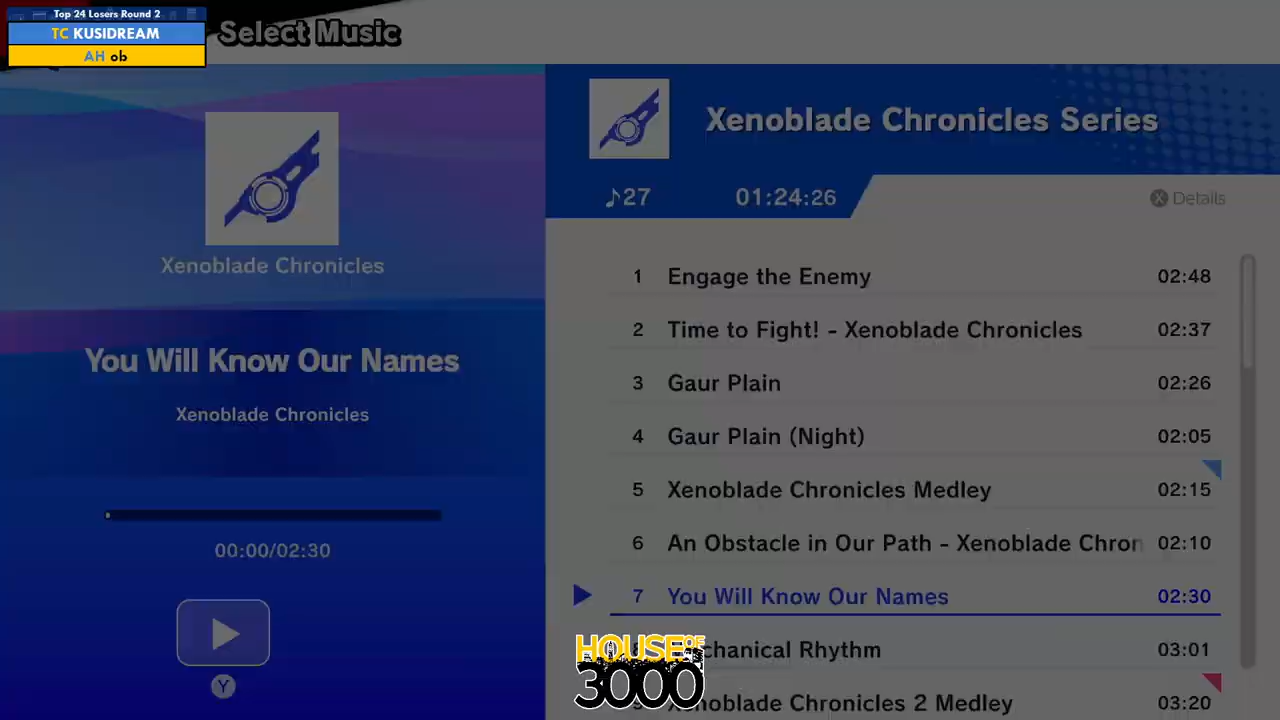 Top 24 Losers Round 2
TC KUSIDREAM
AH ob
Select Music
Xenoblade Chronicles
You Will Know Our Names
Xenoblade Chronicles
00:00/02:30
Y
Xenoblade Chronicles Series
♪27 01:24:26
X Details
1 Engage the Enemy 02:48
2 Time to Fight! - Xenoblade Chronicles 02:37
3 Gaur Plain 02:26
4 Gaur Plain (Night) 02:05
5 Xenoblade Chronicles Medley 02:15
6 An Obstacle in Our Path - Xenoblade Chron 02:10
7 You Will Know Our Names 02:30
8 chanical Rhythm 03:01
noblade Chronicles 2 Medley 03:20
HOUSE OF
3000